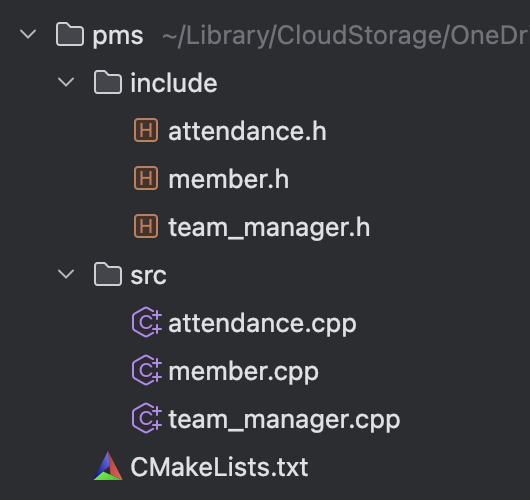 pms ~/Library/CloudStorage/OneDr
include
attendance.h
member.h
team_manager.h
src
attendance.cpp
member.cpp
team_manager.cpp
CMakeLists.txt